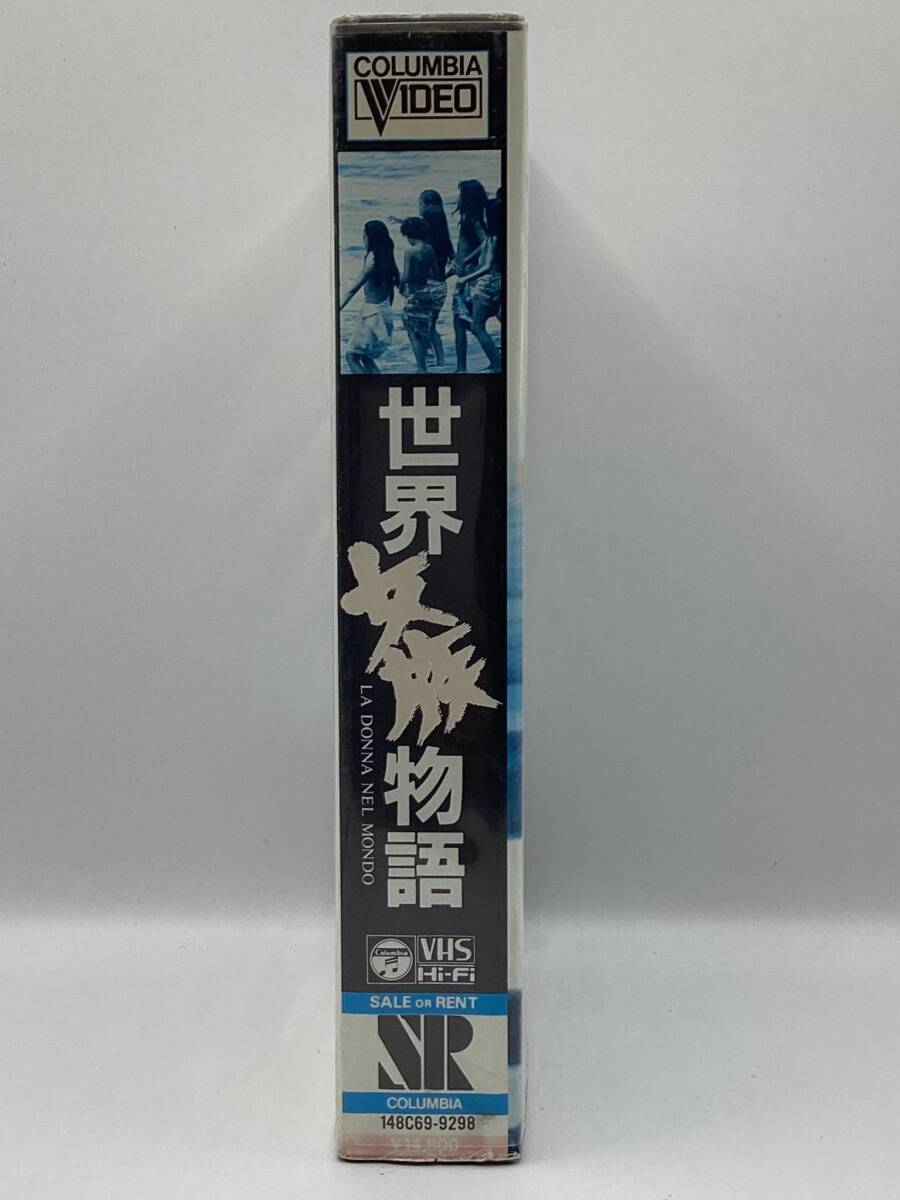 COLUMBIA
VIDEO
世界女族物語
LA DONNA NEL MONDO
Columbia
VHS
Hi-Fi
SALE OR RENT
SR
COLUMBIA
148C69-9298
¥14,800